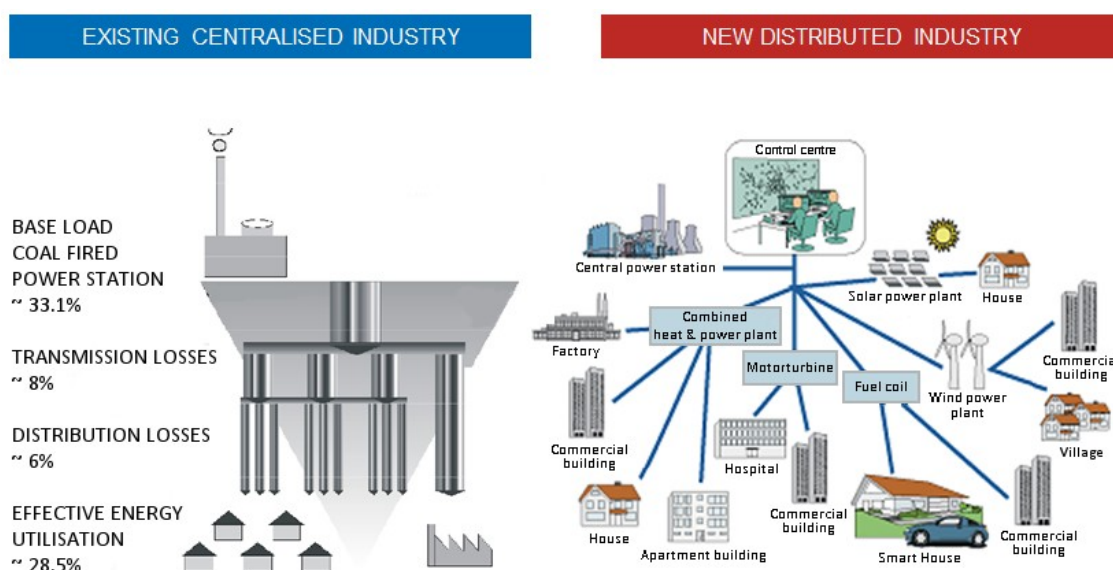 EXISTING CENTRALISED INDUSTRY
NEW DISTRIBUTED INDUSTRY
BASE LOAD
COAL FIRED
POWER STATION
~ 33.1%
TRANSMISSION LOSSES
~ 8%
DISTRIBUTION LOSSES
~ 6%
EFFECTIVE ENERGY
UTILISATION
~ 28.5%
Control centre
Central power station
Solar power plant
House
Factory
Combined
heat & power plant
Commercial
building
Motorturbine
Fuel coil
Wind power
plant
Village
Commercial
building
Hospital
Commercial
building
House
Apartment building
Smart House
Commercial
building